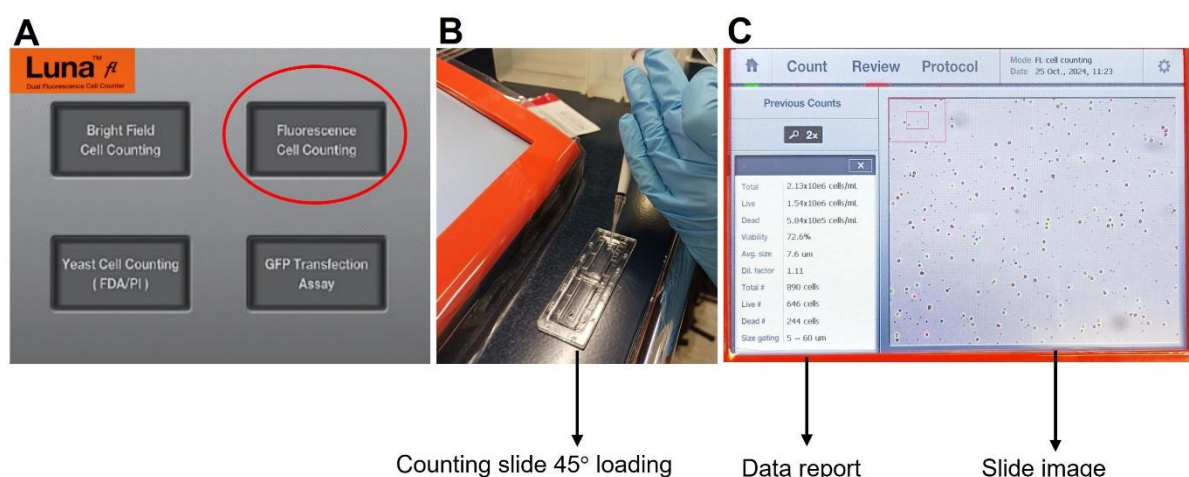 A
Luna™ fl
Dual Fluorescence Cell Counter
Bright Field
Cell Counting
Fluorescence
Cell Counting
Yeast Cell Counting
( FDA/PI )
GFP Transfection
Assay
B
Counting slide 45° loading
C
Count Review Protocol
Mode FL cell counting
Date 25 Oct., 2024, 11:23
Previous Counts
2x
X
Total 2.13x10e6 cells/mL
Live 1.54x10e6 cells/mL
Dead 5.84x10e5 cells/mL
Viability 72.6%
Avg. size 7.6 um
Dil. factor 1.11
Total # 890 cells
Live # 646 cells
Dead # 244 cells
Size gating 5 ~ 60 um
Data report
Slide image